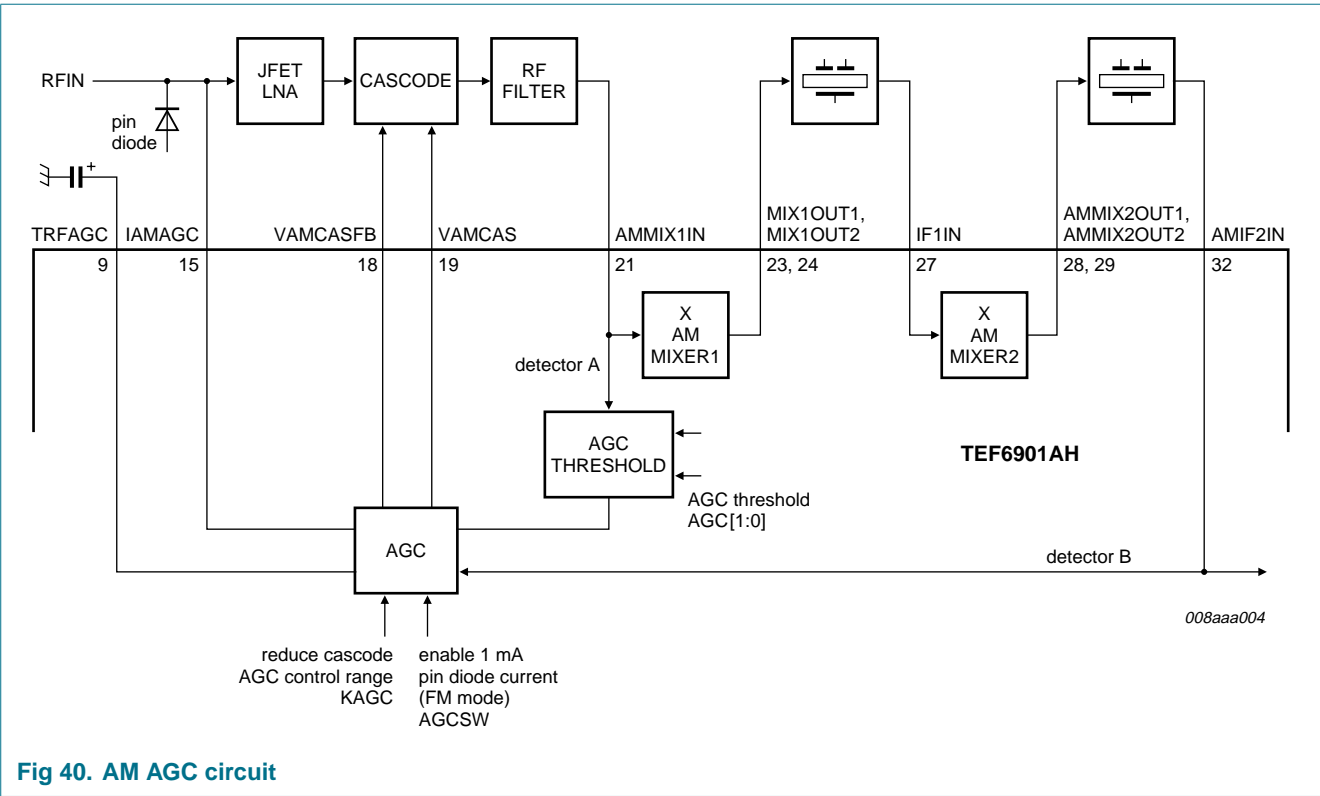 RFIN
pin
diode
+
JFET
LNA
CASCODE
RF
FILTER
TRFAGC
IAMAGC
VAMCASFB
VAMCAS
AMMIX1IN
MIX1OUT1,
MIX1OUT2
IF1IN
AMMIX2OUT1,
AMMIX2OUT2
AMIF2IN
9
15
18
19
21
23, 24
27
28, 29
32
X
AM
MIXER1
X
AM
MIXER2
detector A
AGC
THRESHOLD
TEF6901AH
AGC threshold
AGC[1:0]
AGC
detector B
008aaa004
reduce cascode
AGC control range
KAGC
enable 1 mA
pin diode current
(FM mode)
AGCSW
Fig 40. AM AGC circuit